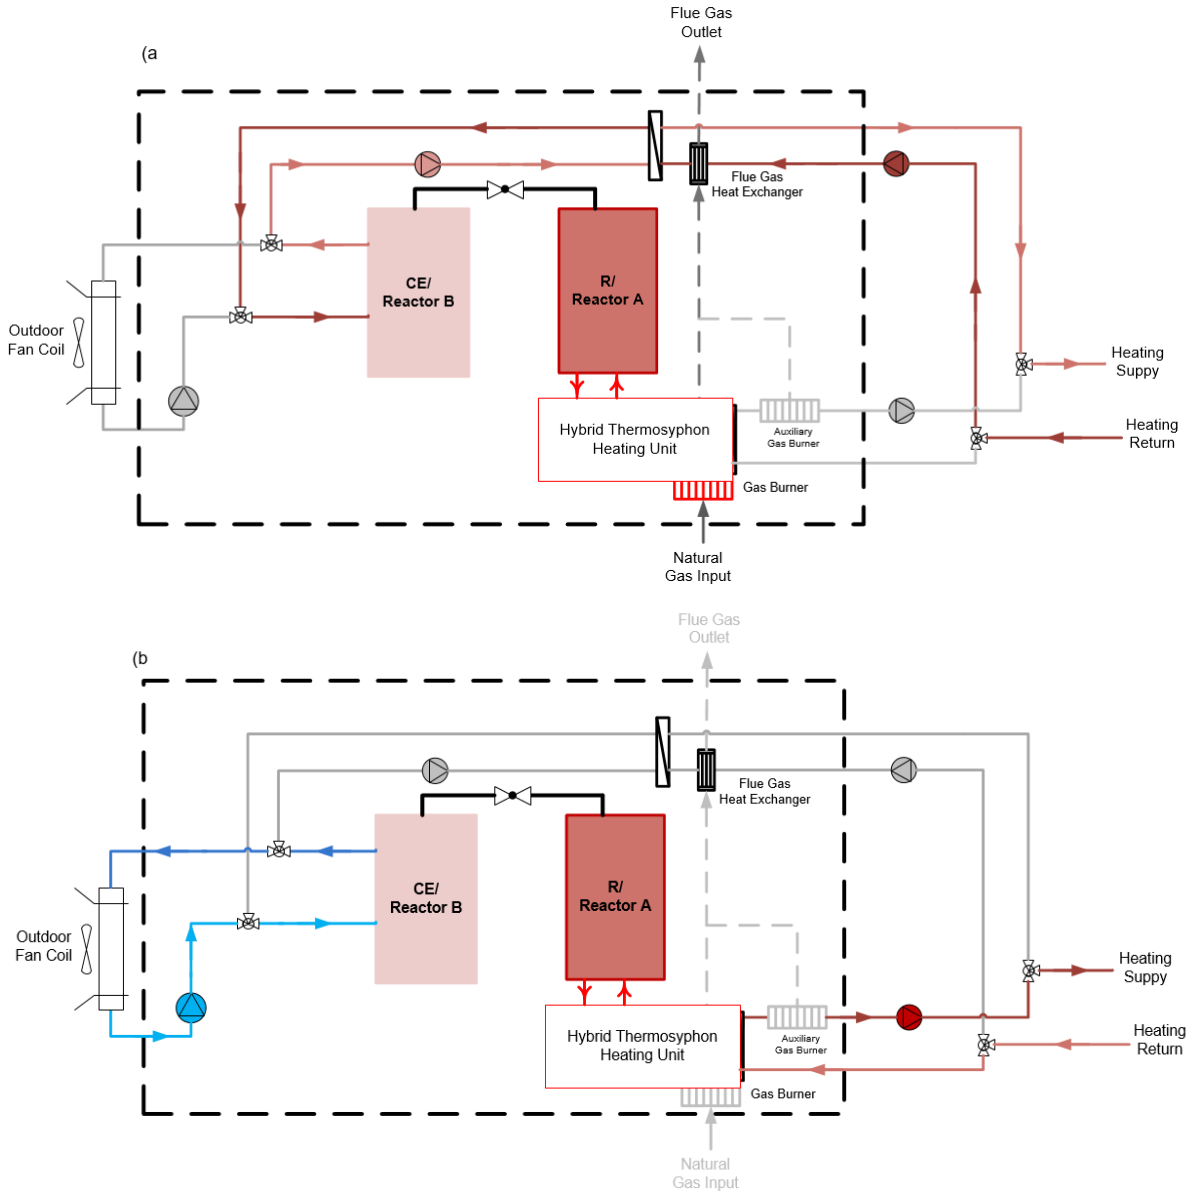 Flue Gas
Outlet
(a
Flue Gas
Heat Exchanger
CE/
Reactor B
R/
Reactor A
Outdoor
Fan Coil
Heating
Suppy
Hybrid Thermosyphon
Heating Unit
Auxiliary
Gas Burner
Heating
Return
Gas Burner
Natural
Gas Input
Flue Gas
Outlet
(b
Flue Gas
Heat Exchanger
CE/
Reactor B
R/
Reactor A
Outdoor
Fan Coil
Heating
Suppy
Hybrid Thermosyphon
Heating Unit
Auxiliary
Gas Burner
Heating
Return
Gas Burner
Natural
Gas Input